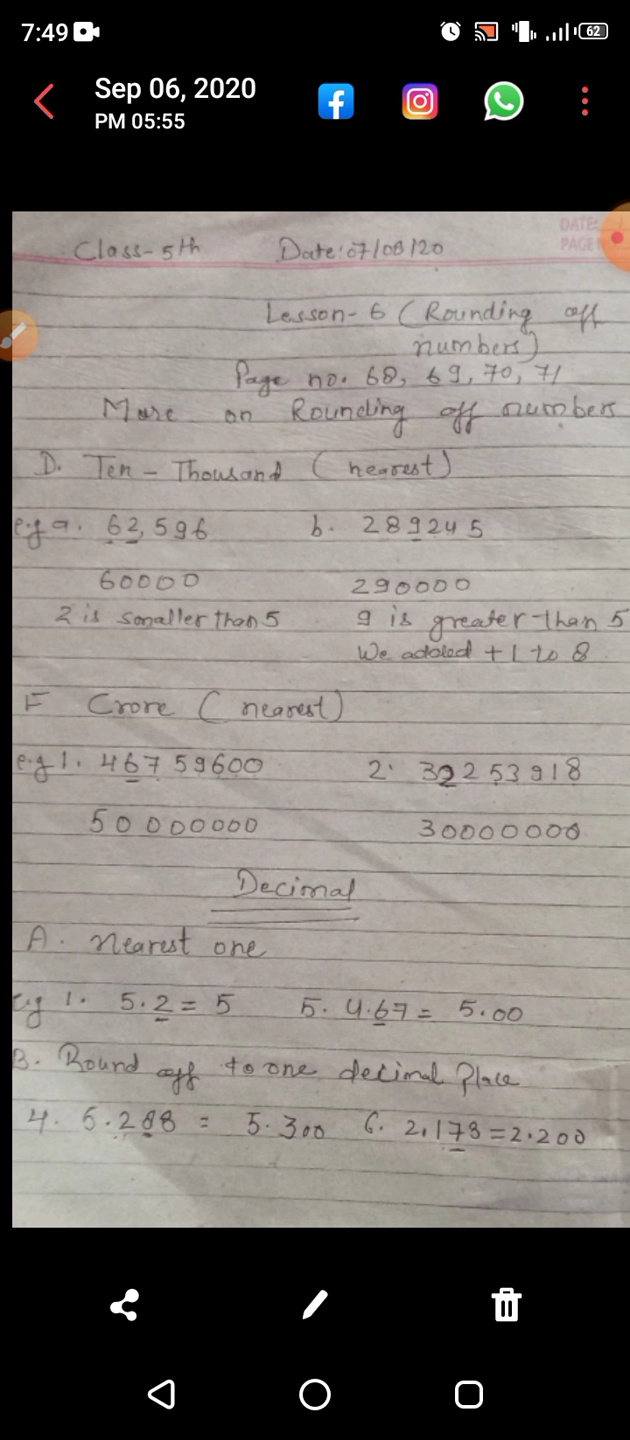 7:49
62
Sep 06, 2020
PM 05:55
DATE:
PAGE
Class-5th Date:07/08/20
Lesson-6 (Rounding off
numbers)
Page no. 68, 69, 70, 71
More on Rounding off numbers
D. Ten-Thousand (nearest)
e.g a. 62,596 b. 289245
60000 290000
2 is smaller than 5 9 is greater than 5
We added +1 to 8
F Crore (nearest)
e.g 1. 46759600 2. 32253918
50000000 30000000
Decimal
A. nearest one
e.g 1. 5.2 = 5 5. 4.67 = 5.00
B. Round off to one decimal place
4. 5.288 = 5.300 6. 2.178=2.200